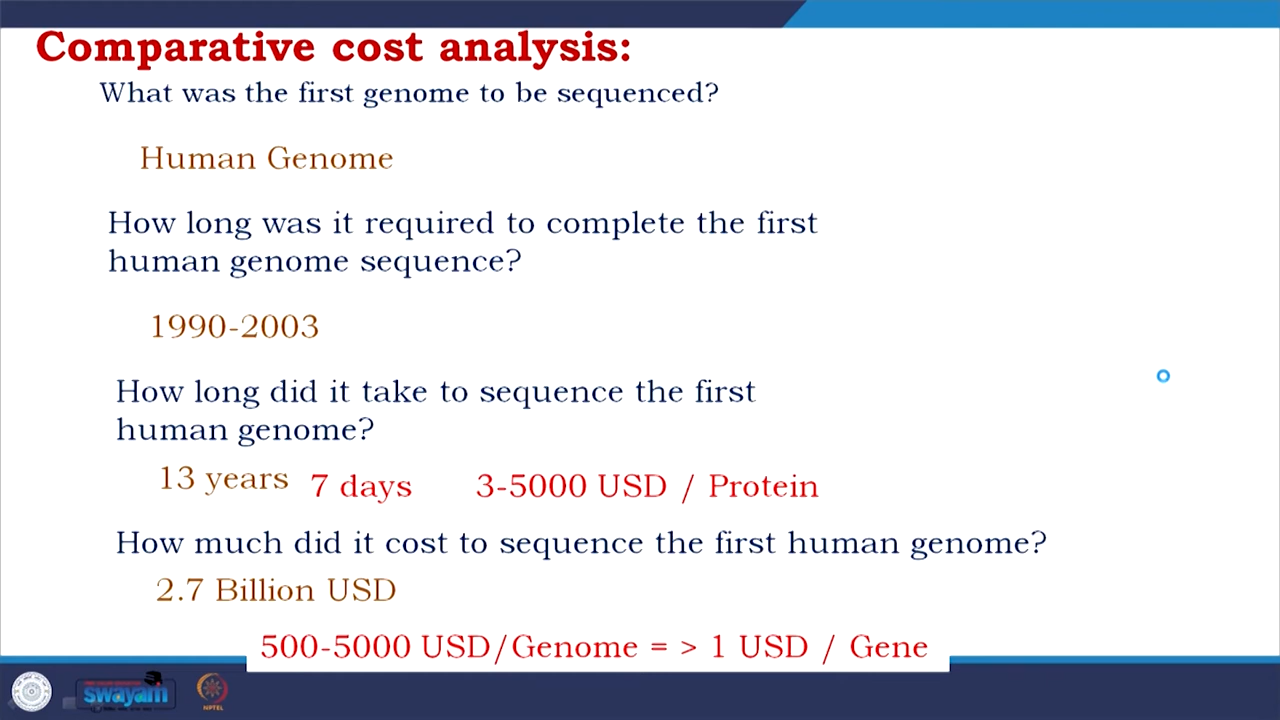 Comparative cost analysis:
What was the first genome to be sequenced?
Human Genome
How long was it required to complete the first
human genome sequence?
1990-2003
How long did it take to sequence the first
human genome?
13 years 7 days 3-5000 USD / Protein
How much did it cost to sequence the first human genome?
2.7 Billion USD
500-5000 USD/Genome = > 1 USD / Gene
swayam
NPTEL